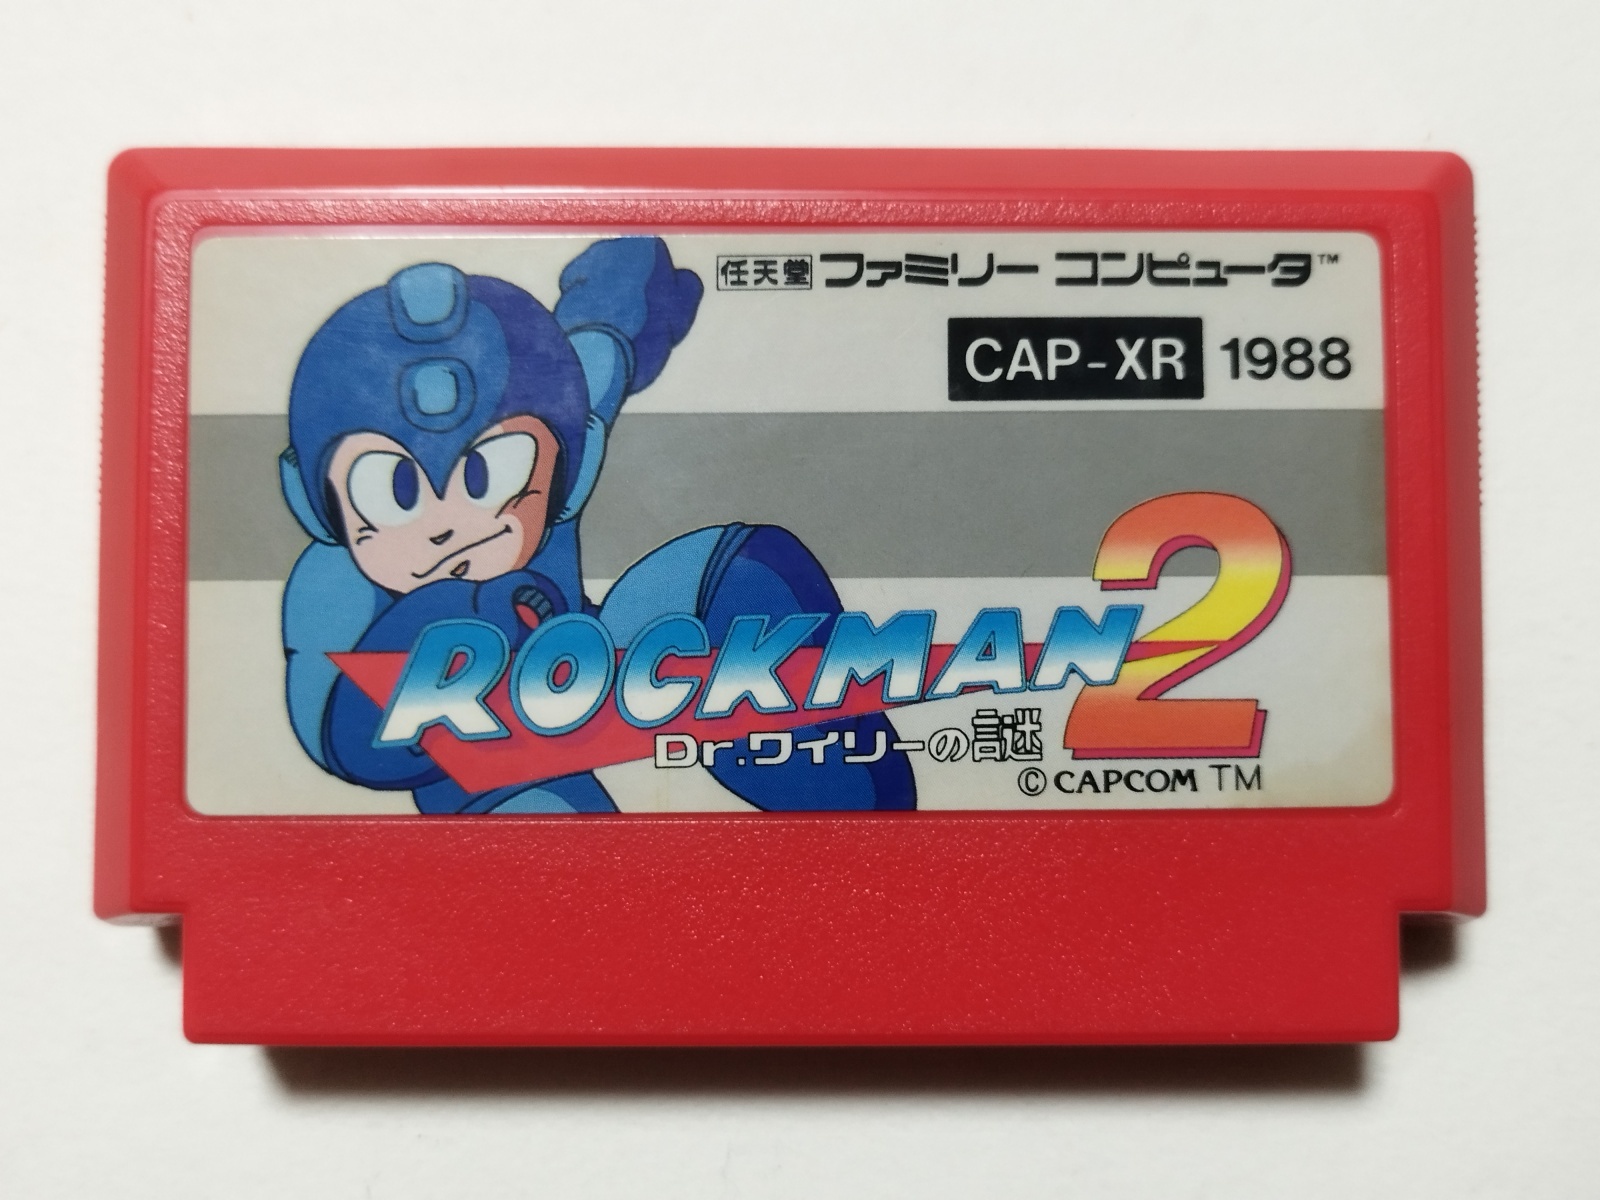 任天堂 ファミリー コンピュータ™
CAP-XR 1988
ROCKMAN 2
Dr.ワイリーの謎
© CAPCOM TM